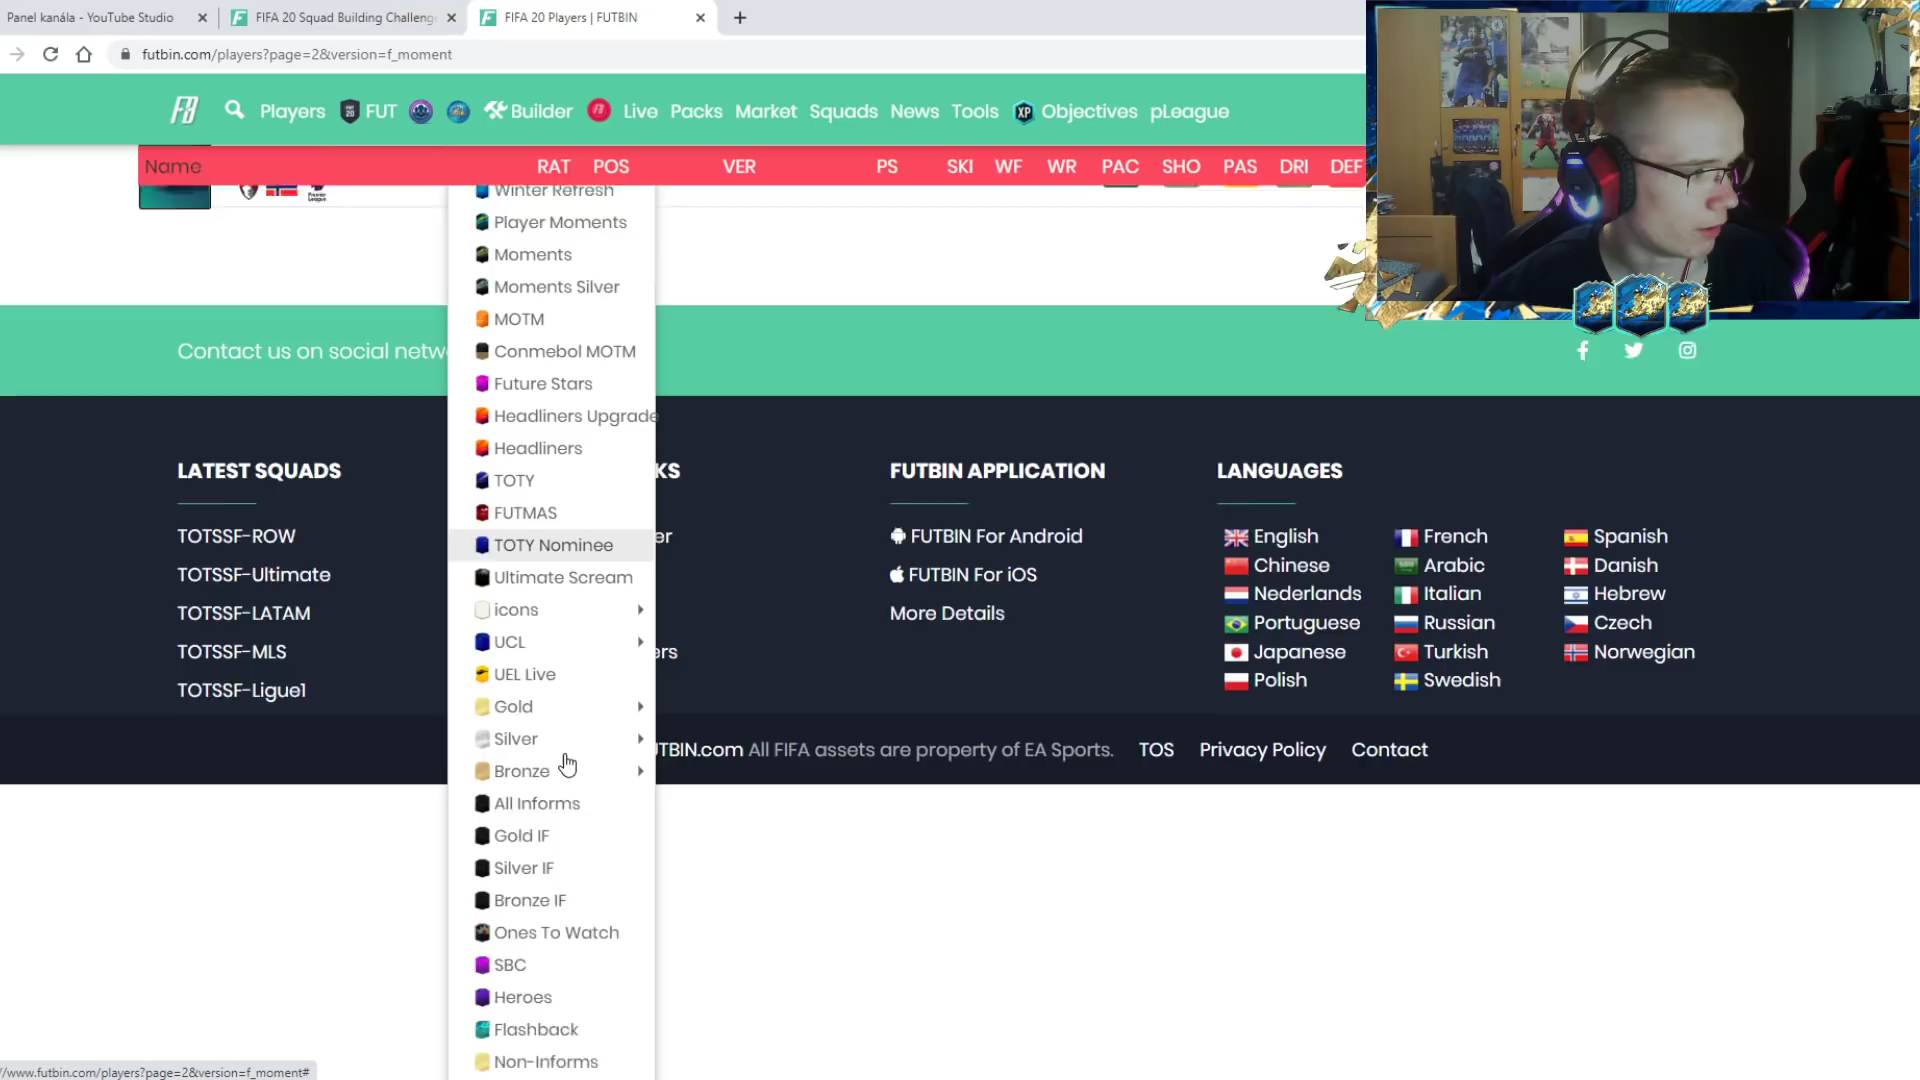 Panel kanála - YouTube Studio
FIFA 20 Squad Building Challeng
FIFA 20 Players | FUTBIN
futbin.com/players?page=2&version=f_moment
Players
FUT
Builder
Live
Packs
Market
Squads
News
Tools
XP
Objectives
pLeague
Name
RAT
POS
VER
PS
SKI
WF
WR
PAC
SHO
PAS
DRI
DEF
Winter Refresh
Player Moments
Moments
Moments Silver
MOTM
Conmebol MOTM
Future Stars
Headliners Upgrade
Headliners
TOTY
FUTMAS
TOTY Nominee
Ultimate Scream
icons
UCL
UEL Live
Gold
Silver
Bronze
All Informs
Gold IF
Silver IF
Bronze IF
Ones To Watch
SBC
Heroes
Flashback
Non-Informs
Contact us on social netw
LATEST SQUADS
TOTSSF-ROW
TOTSSF-Ultimate
TOTSSF-LATAM
TOTSSF-MLS
TOTSSF-Ligue1
KS
er
ers
FUTBIN APPLICATION
FUTBIN For Android
FUTBIN For iOS
More Details
LANGUAGES
English
French
Spanish
Chinese
Arabic
Danish
Nederlands
Italian
Hebrew
Portuguese
Russian
Czech
Japanese
Turkish
Norwegian
Polish
Swedish
UTBIN.com All FIFA assets are property of EA Sports.
TOS
Privacy Policy
Contact
//www.futbin.com/players?page=2&version=f_moment#